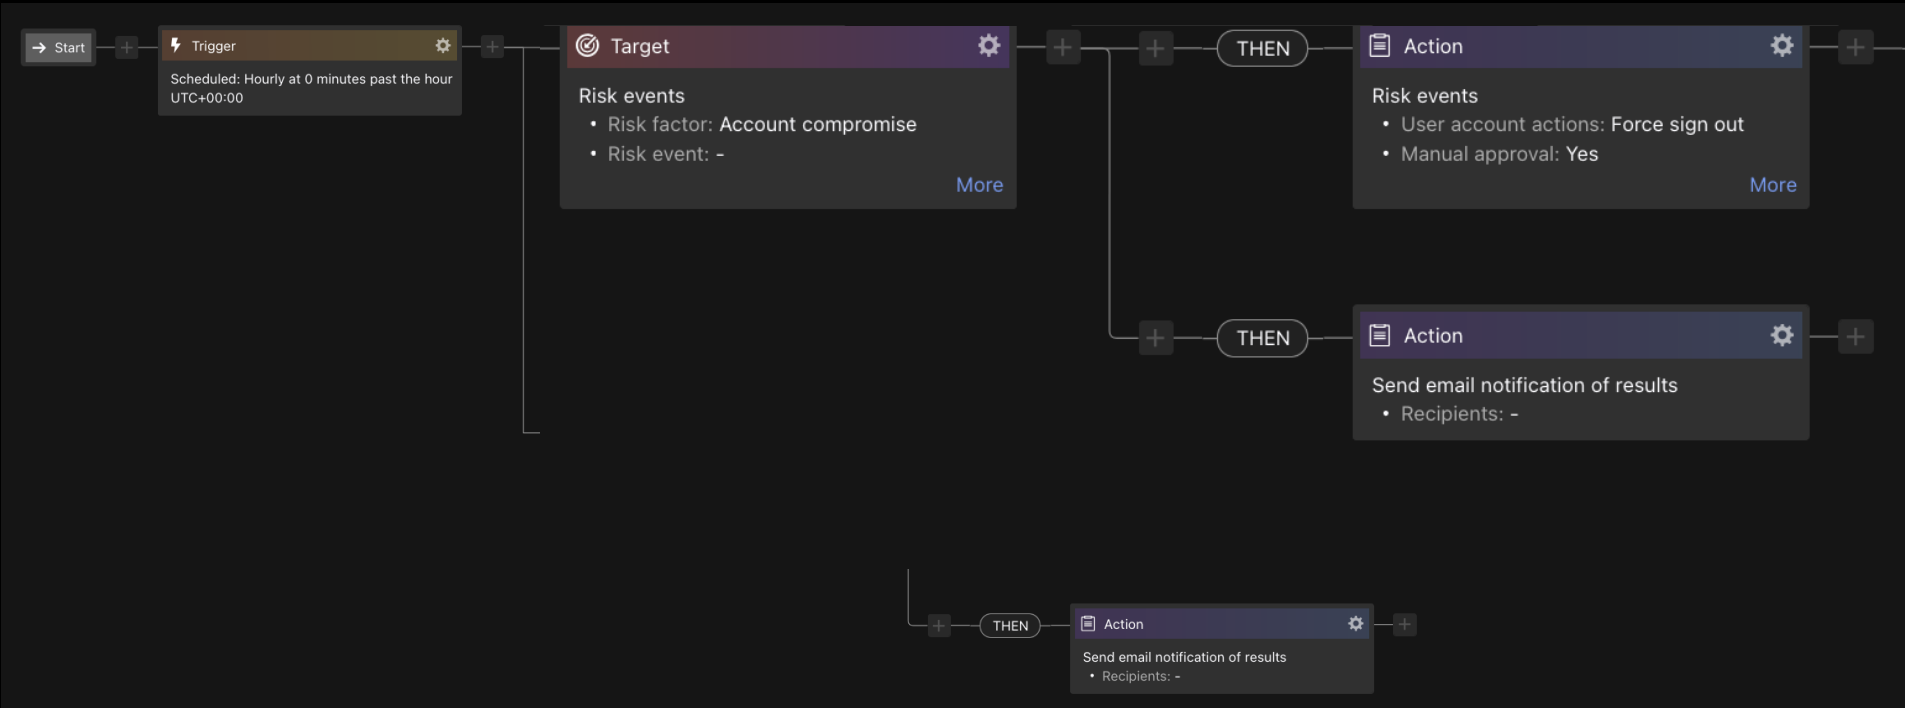 Start
Trigger
Scheduled: Hourly at 0 minutes past the hour
UTC+00:00
Target
Risk events
• Risk factor: Account compromise
• Risk event: -
More
THEN
Action
Risk events
• User account actions: Force sign out
• Manual approval: Yes
More
THEN
Action
Send email notification of results
• Recipients: -
THEN
Action
Send email notification of results
• Recipients: -